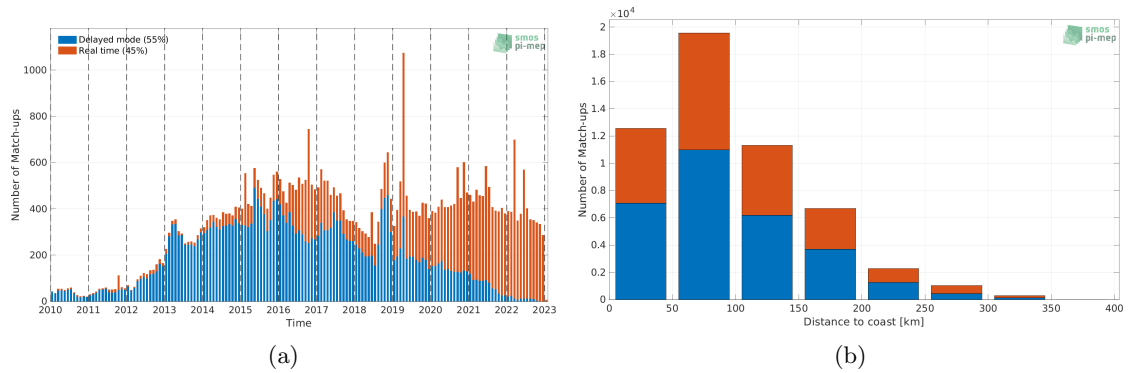 Delayed mode (55%)
Real time (45%)
smos
pi-mep
Number of Match-ups
1000
800
600
400
200
0
2010 2011 2012 2013 2014 2015 2016 2017 2018 2019 2020 2021 2022 2023
Time
(a)
×10⁴
smos
pi-mep
Number of Match-ups
2
1.8
1.6
1.4
1.2
1
0.8
0.6
0.4
0.2
0
0 50 100 150 200 250 300 350 400
Distance to coast [km]
(b)